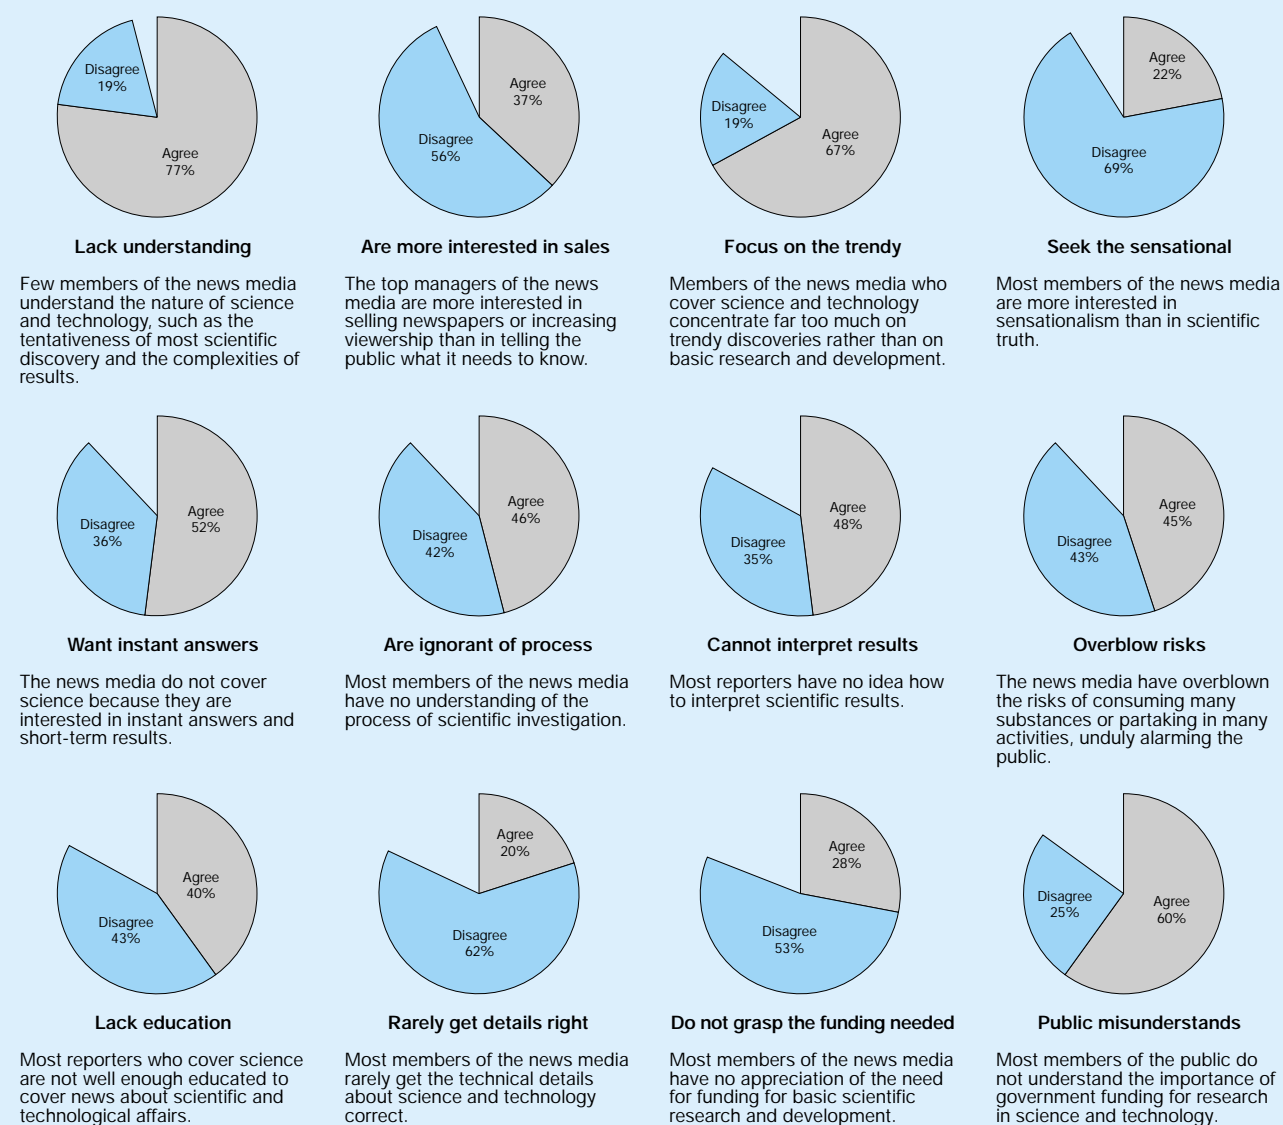 Disagree
19%
Agree
77%
Lack understanding
Few members of the news media
understand the nature of science
and technology, such as the
tentativeness of most scientific
discovery and the complexities of
results.
Agree
37%
Disagree
56%
Are more interested in sales
The top managers of the news
media are more interested in
selling newspapers or increasing
viewership than in telling the
public what it needs to know.
Disagree
19%
Agree
67%
Focus on the trendy
Members of the news media who
cover science and technology
concentrate far too much on
trendy discoveries rather than on
basic research and development.
Agree
22%
Disagree
69%
Seek the sensational
Most members of the news media
are more interested in
sensationalism than in scientific
truth.
Agree
52%
Disagree
36%
Want instant answers
The news media do not cover
science because they are
interested in instant answers and
short-term results.
Agree
46%
Disagree
42%
Are ignorant of process
Most members of the news media
have no understanding of the
process of scientific investigation.
Agree
48%
Disagree
35%
Cannot interpret results
Most reporters have no idea how
to interpret scientific results.
Agree
45%
Disagree
43%
Overblow risks
The news media have overblown
the risks of consuming many
substances or partaking in many
activities, unduly alarming the
public.
Agree
40%
Disagree
43%
Lack education
Most reporters who cover science
are not well enough educated to
cover news about scientific and
technological affairs.
Agree
20%
Disagree
62%
Rarely get details right
Most members of the news media
rarely get the technical details
about science and technology
correct.
Agree
28%
Disagree
53%
Do not grasp the funding needed
Most members of the news media
have no appreciation of the need
for funding for basic scientific
research and development.
Disagree
25%
Agree
60%
Public misunderstands
Most members of the public do
not understand the importance of
government funding for research
in science and technology.